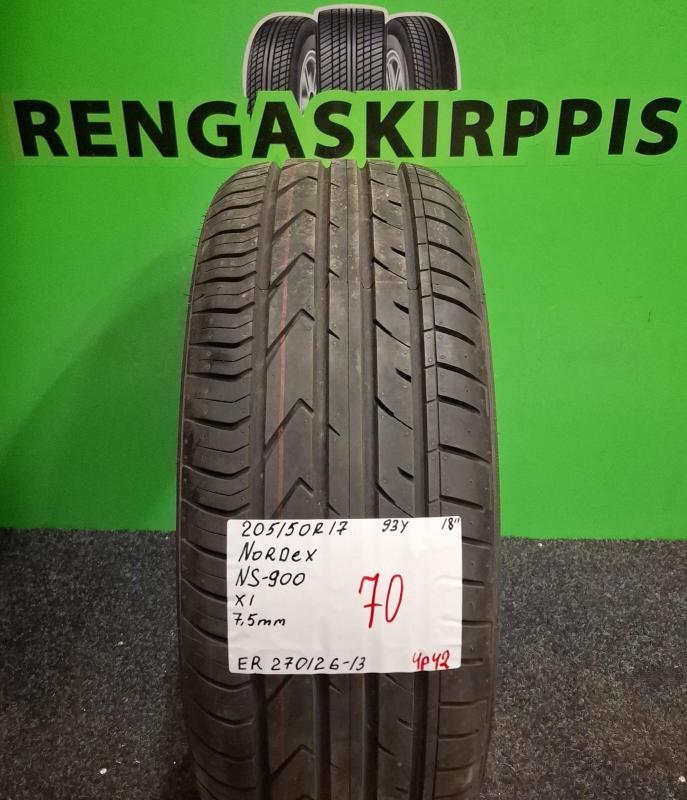 RENGASKIRPPIS
205/50R17 93Y 18"
NORDEX
NS-900
X1
7,5mm
70
ER 270126-13 4P42